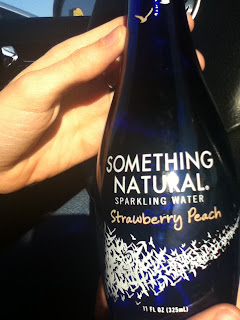 SOMETHING
NATURAL.
SPARKLING WATER
Strawberry Peach
11 FL OZ (325mL)